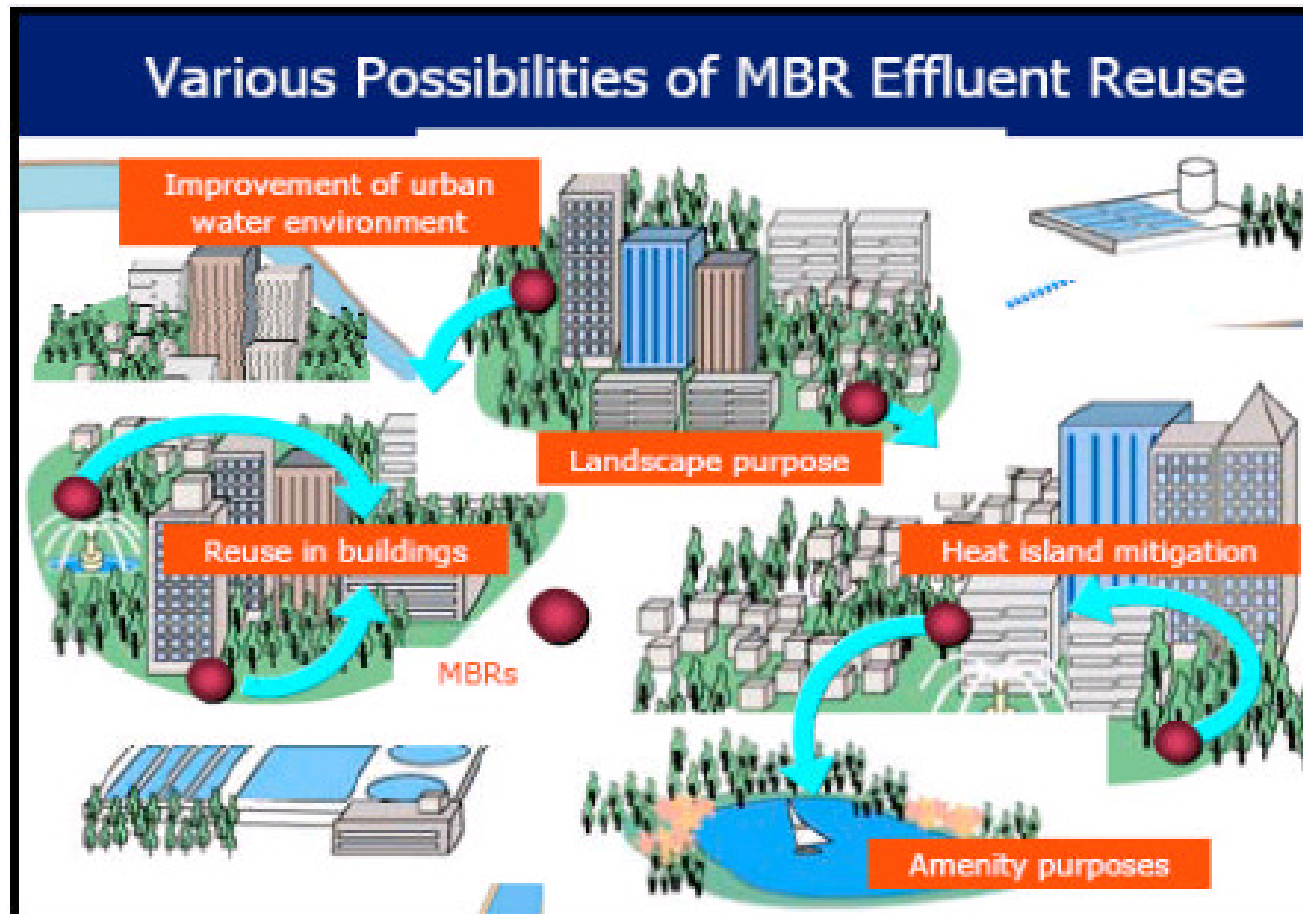 Various Possibilities of MBR Effluent Reuse
Improvement of urban
water environment
Landscape purpose
Reuse in buildings
Heat island mitigation
MBRs
Amenity purposes